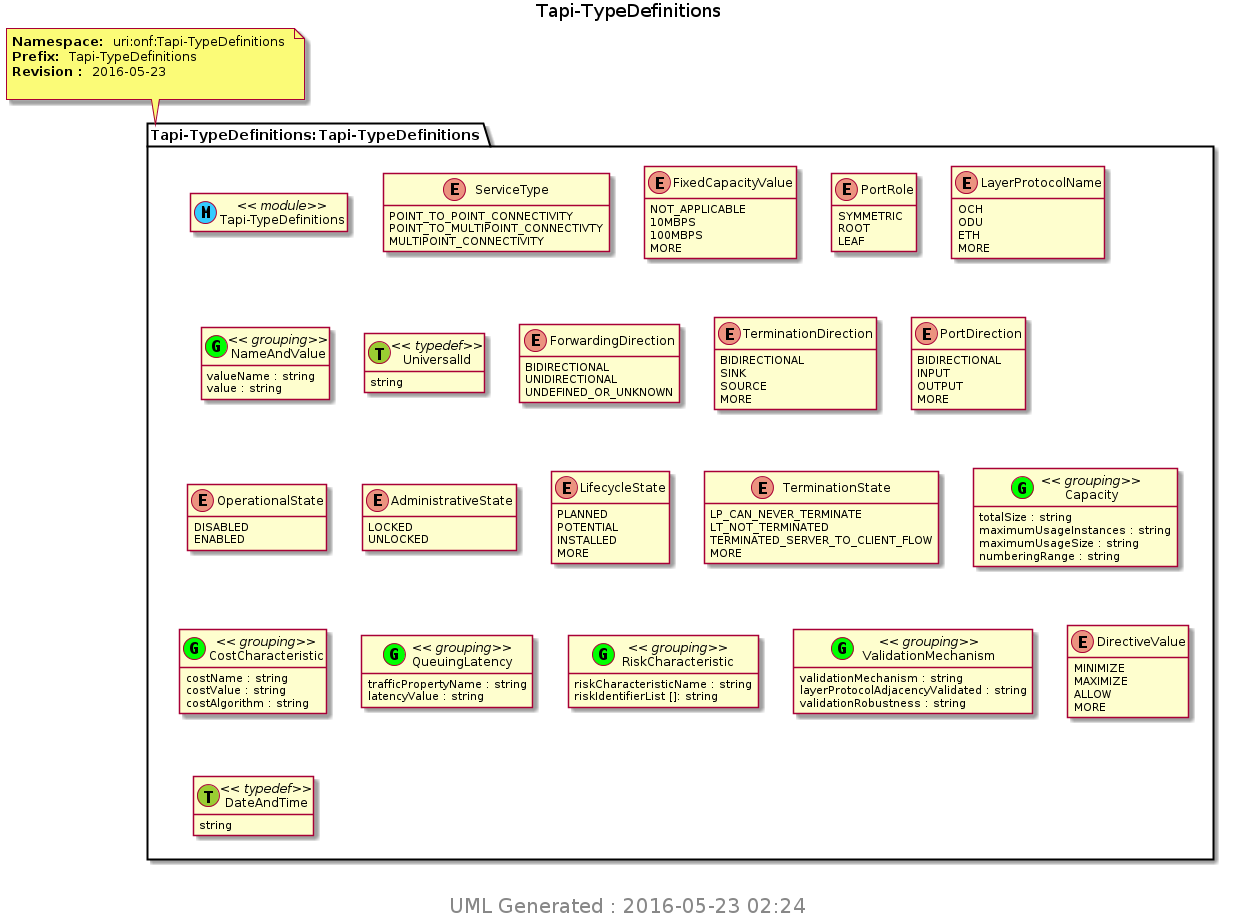 Tapi-TypeDefinitions
Namespace: uri:onf:Tapi-TypeDefinitions
Prefix: Tapi-TypeDefinitions
Revision : 2016-05-23
Tapi-TypeDefinitions:Tapi-TypeDefinitions
M
<< module>>
Tapi-TypeDefinitions
E ServiceType
POINT_TO_POINT_CONNECTIVITY
POINT_TO_MULTIPOINT_CONNECTIVTY
MULTIPOINT_CONNECTIVITY
E FixedCapacityValue
NOT_APPLICABLE
10MBPS
100MBPS
MORE
E PortRole
SYMMETRIC
ROOT
LEAF
E LayerProtocolName
OCH
ODU
ETH
MORE
G
<< grouping>>
NameAndValue
valueName : string
value : string
T
<< typedef>>
UniversalId
string
E ForwardingDirection
BIDIRECTIONAL
UNIDIRECTIONAL
UNDEFINED_OR_UNKNOWN
E TerminationDirection
BIDIRECTIONAL
SINK
SOURCE
MORE
E PortDirection
BIDIRECTIONAL
INPUT
OUTPUT
MORE
E OperationalState
DISABLED
ENABLED
E AdministrativeState
LOCKED
UNLOCKED
E LifecycleState
PLANNED
POTENTIAL
INSTALLED
MORE
E TerminationState
LP_CAN_NEVER_TERMINATE
LT_NOT_TERMINATED
TERMINATED_SERVER_TO_CLIENT_FLOW
MORE
G
<< grouping>>
Capacity
totalSize : string
maximumUsageInstances : string
maximumUsageSize : string
numberingRange : string
G
<< grouping>>
CostCharacteristic
costName : string
costValue : string
costAlgorithm : string
G
<< grouping>>
QueuingLatency
trafficPropertyName : string
latencyValue : string
G
<< grouping>>
RiskCharacteristic
riskCharacteristicName : string
riskIdentifierList []: string
G
<< grouping>>
ValidationMechanism
validationMechanism : string
layerProtocolAdjacencyValidated : string
validationRobustness : string
E DirectiveValue
MINIMIZE
MAXIMIZE
ALLOW
MORE
T
<< typedef>>
DateAndTime
string
UML Generated : 2016-05-23 02:24